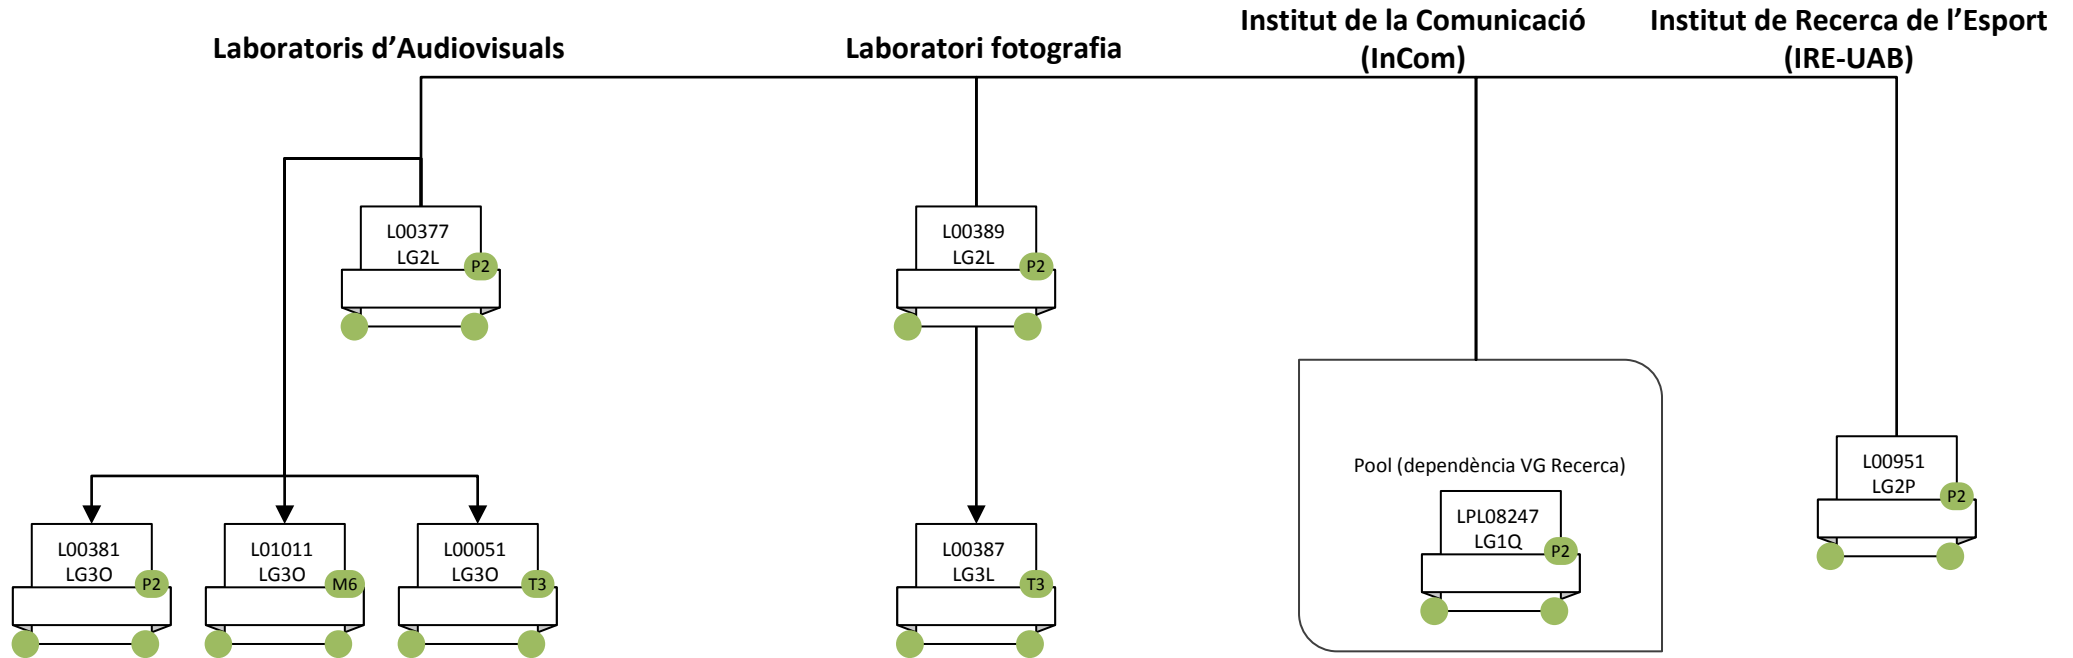 Laboratoris d’Audiovisuals
Laboratori fotografia
Institut de la Comunicació
(InCom)
Institut de Recerca de l’Esport
(IRE-UAB)
L00377
LG2L
P2
L00389
LG2L
P2
Pool (dependència VG Recerca)
LPL08247
LG1Q
P2
L00951
LG2P
P2
L00381
LG3O
P2
L01011
LG3O
M6
L00051
LG3O
T3
L00387
LG3L
T3